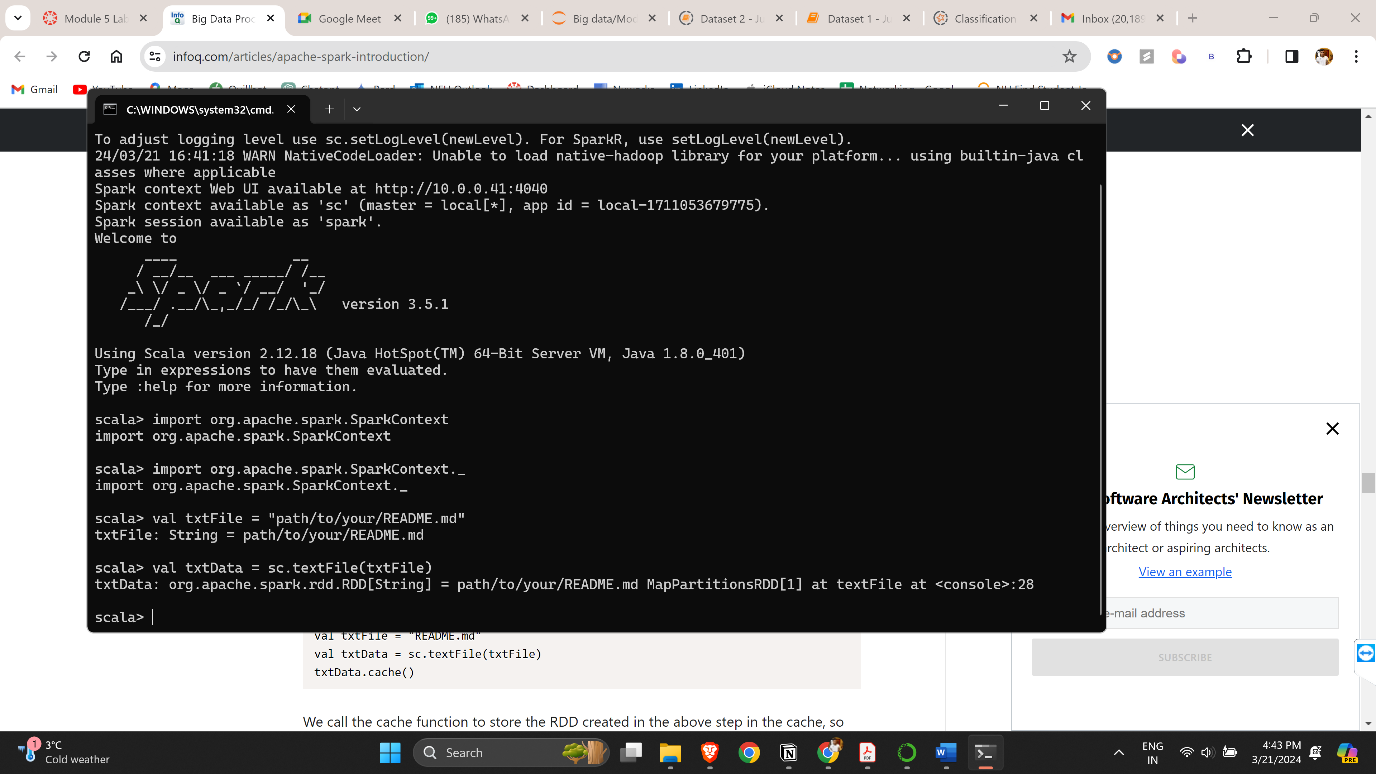 Module 5 Lab
Big Data Proc
Google Meet
(185) WhatsA
Big data/Mod
Dataset 2 - Ju
Dataset 1 - Ju
Classification
Inbox (20,189
infoq.com/articles/apache-spark-introduction/
Gmail
C:\WINDOWS\system32\cmd.
To adjust logging level use sc.setLogLevel(newLevel). For SparkR, use setLogLevel(newLevel).
24/03/21 16:41:18 WARN NativeCodeLoader: Unable to load native-hadoop library for your platform... using builtin-java cl
asses where applicable
Spark context Web UI available at http://10.0.0.41:4040
Spark context available as 'sc' (master = local[*], app id = local-1711053679775).
Spark session available as 'spark'.
Welcome to
      ____              __
     / __/__  ___ _____/ /__
    _\ \/ _ \/ _ `/ __/  '_/
   /___/ .__/\_,_/_/ /_/\_\   version 3.5.1
      /_/
Using Scala version 2.12.18 (Java HotSpot(TM) 64-Bit Server VM, Java 1.8.0_401)
Type in expressions to have them evaluated.
Type :help for more information.
scala> import org.apache.spark.SparkContext
import org.apache.spark.SparkContext
scala> import org.apache.spark.SparkContext._
import org.apache.spark.SparkContext._
scala> val txtFile = "path/to/your/README.md"
txtFile: String = path/to/your/README.md
scala> val txtData = sc.textFile(txtFile)
txtData: org.apache.spark.rdd.RDD[String] = path/to/your/README.md MapPartitionsRDD[1] at textFile at <console>:28
scala>
val txtFile = "README.md"
val txtData = sc.textFile(txtFile)
txtData.cache()
We call the cache function to store the RDD created in the above step in the cache, so
oftware Architects' Newsletter
verview of things you need to know as an
rchitect or aspiring architects.
View an example
e-mail address
SUBSCRIBE
1
3°C
Cold weather
Search
ENG
IN
4:43 PM
3/21/2024
PRE